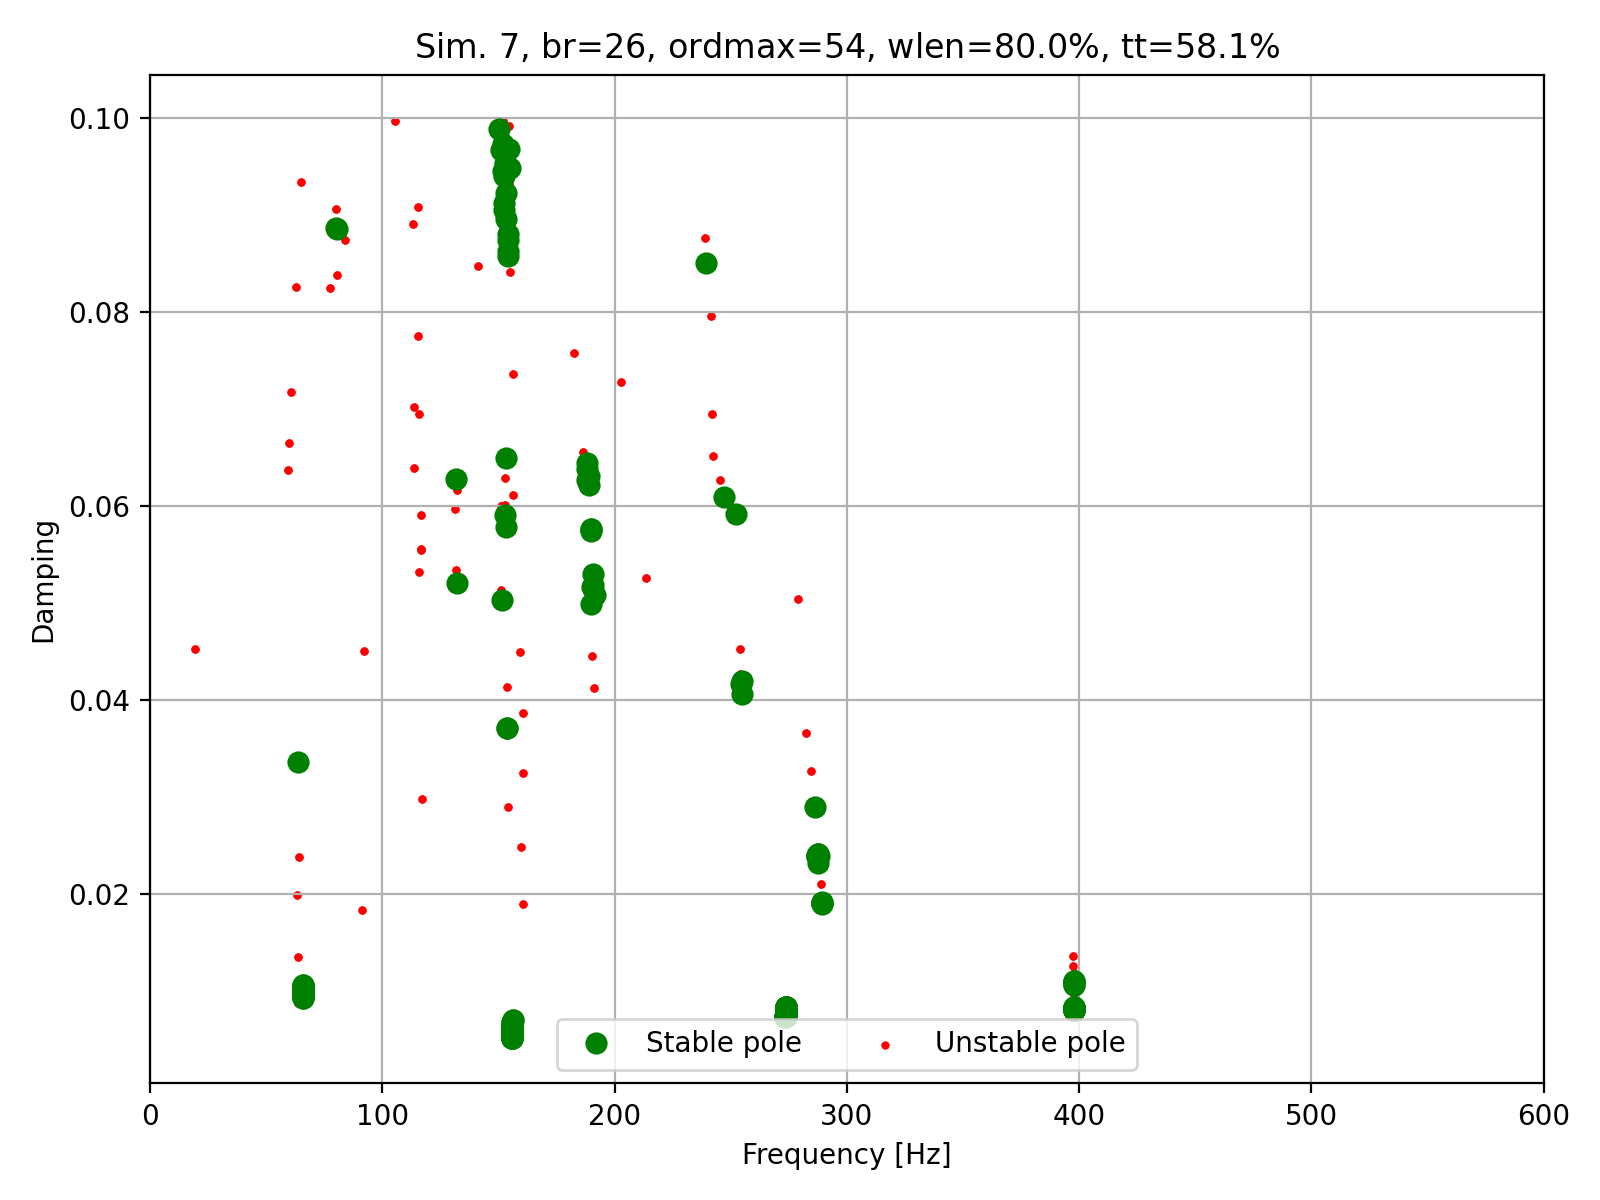 Sim. 7, br=26, ordmax=54, wlen=80.0%, tt=58.1%
0.10
0.08
0.06
0.04
0.02
Damping
Stable pole
Unstable pole
0
100
200
300
400
500
600
Frequency [Hz]